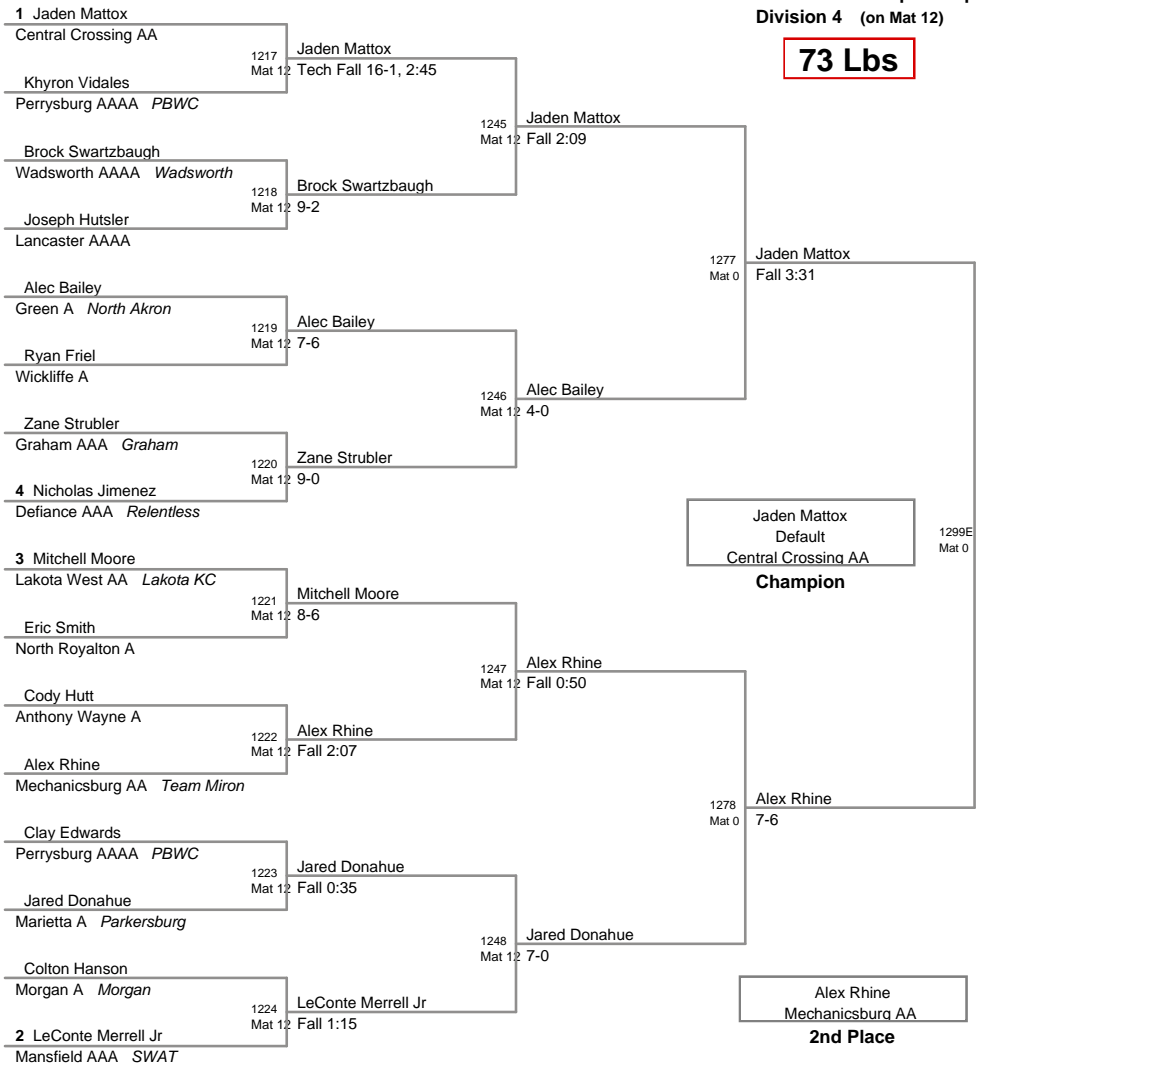 Division 4 (on Mat 12)
73 Lbs
1 Jaden Mattox
Central Crossing AA
1217
Mat 12
Jaden Mattox
Tech Fall 16-1, 2:45
Khyron Vidales
Perrysburg AAAA PBWC
1245
Mat 12
Jaden Mattox
Fall 2:09
Brock Swartzbaugh
Wadsworth AAAA Wadsworth
1218
Mat 12
Brock Swartzbaugh
9-2
Joseph Hutsler
Lancaster AAAA
1277
Mat 0
Jaden Mattox
Fall 3:31
Alec Bailey
Green A North Akron
1219
Mat 12
Alec Bailey
7-6
Ryan Friel
Wickliffe A
1246
Mat 12
Alec Bailey
4-0
Zane Strubler
Graham AAA Graham
1220
Mat 12
Zane Strubler
9-0
4 Nicholas Jimenez
Defiance AAA Relentless
Jaden Mattox
Default
Central Crossing AA
Champion
1299E
Mat 0
3 Mitchell Moore
Lakota West AA Lakota KC
1221
Mat 12
Mitchell Moore
8-6
Eric Smith
North Royalton A
1247
Mat 12
Alex Rhine
Fall 0:50
Cody Hutt
Anthony Wayne A
1222
Mat 12
Alex Rhine
Fall 2:07
Alex Rhine
Mechanicsburg AA Team Miron
1278
Mat 0
Alex Rhine
7-6
Clay Edwards
Perrysburg AAAA PBWC
1223
Mat 12
Jared Donahue
Fall 0:35
Jared Donahue
Marietta A Parkersburg
1248
Mat 12
Jared Donahue
7-0
Colton Hanson
Morgan A Morgan
1224
Mat 12
LeConte Merrell Jr
Fall 1:15
2 LeConte Merrell Jr
Mansfield AAA SWAT
Alex Rhine
Mechanicsburg AA
2nd Place